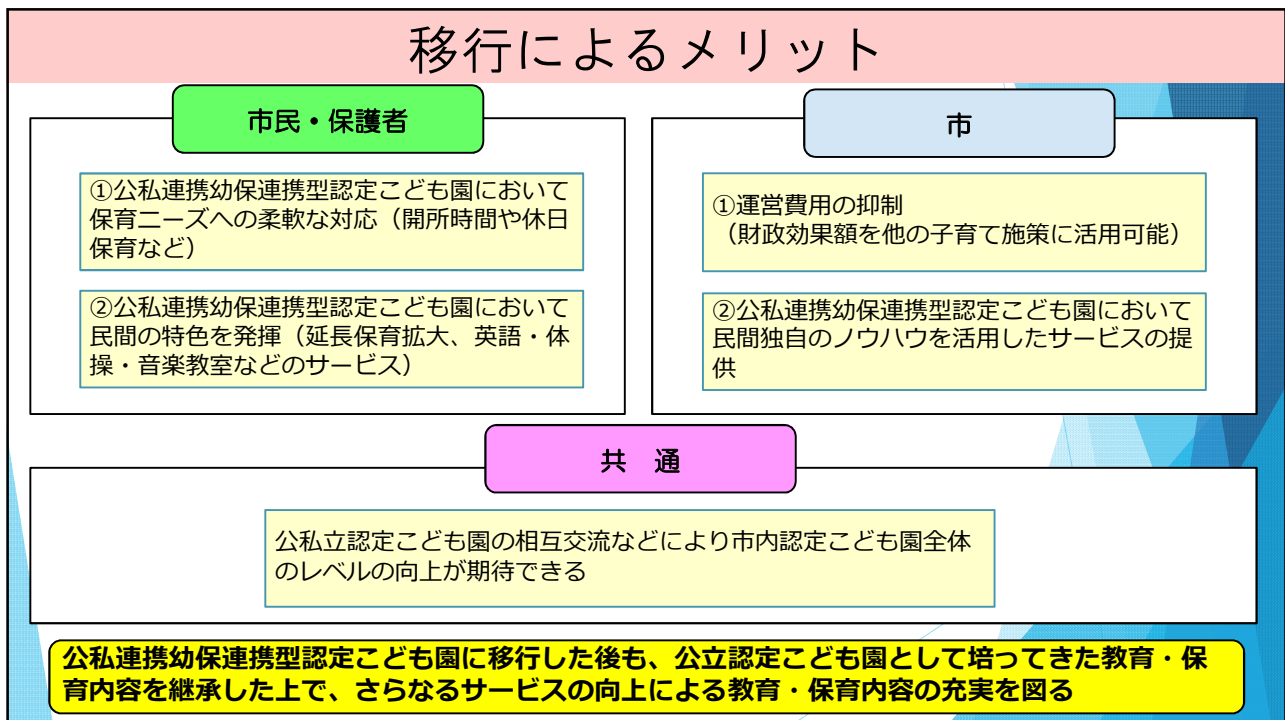 移行によるメリット
市民・保護者
①公私連携幼保連携型認定こども園において
保育ニーズへの柔軟な対応（開所時間や休日
保育など）
②公私連携幼保連携型認定こども園において
民間の特色を発揮（延長保育拡大、英語・体
操・音楽教室などのサービス）
市
①運営費用の抑制
（財政効果額を他の子育て施策に活用可能）
②公私連携幼保連携型認定こども園において
民間独自のノウハウを活用したサービスの提
供
共　通
公私立認定こども園の相互交流などにより市内認定こども園全体
のレベルの向上が期待できる
公私連携幼保連携型認定こども園に移行した後も、公立認定こども園として培ってきた教育・保
育内容を継承した上で、さらなるサービスの向上による教育・保育内容の充実を図る